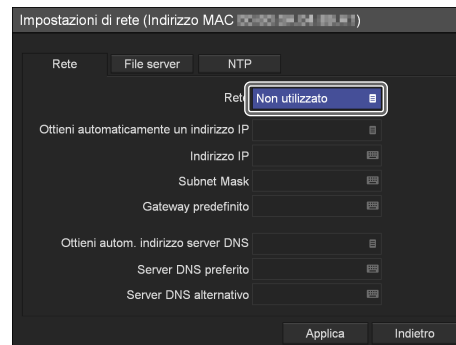 Impostazioni di rete (Indirizzo MAC )
Rete File server NTP
Rete Non utilizzato
Ottieni automaticamente un indirizzo IP
Indirizzo IP
Subnet Mask
Gateway predefinito
Ottieni autom. indirizzo server DNS
Server DNS preferito
Server DNS alternativo
Applica Indietro